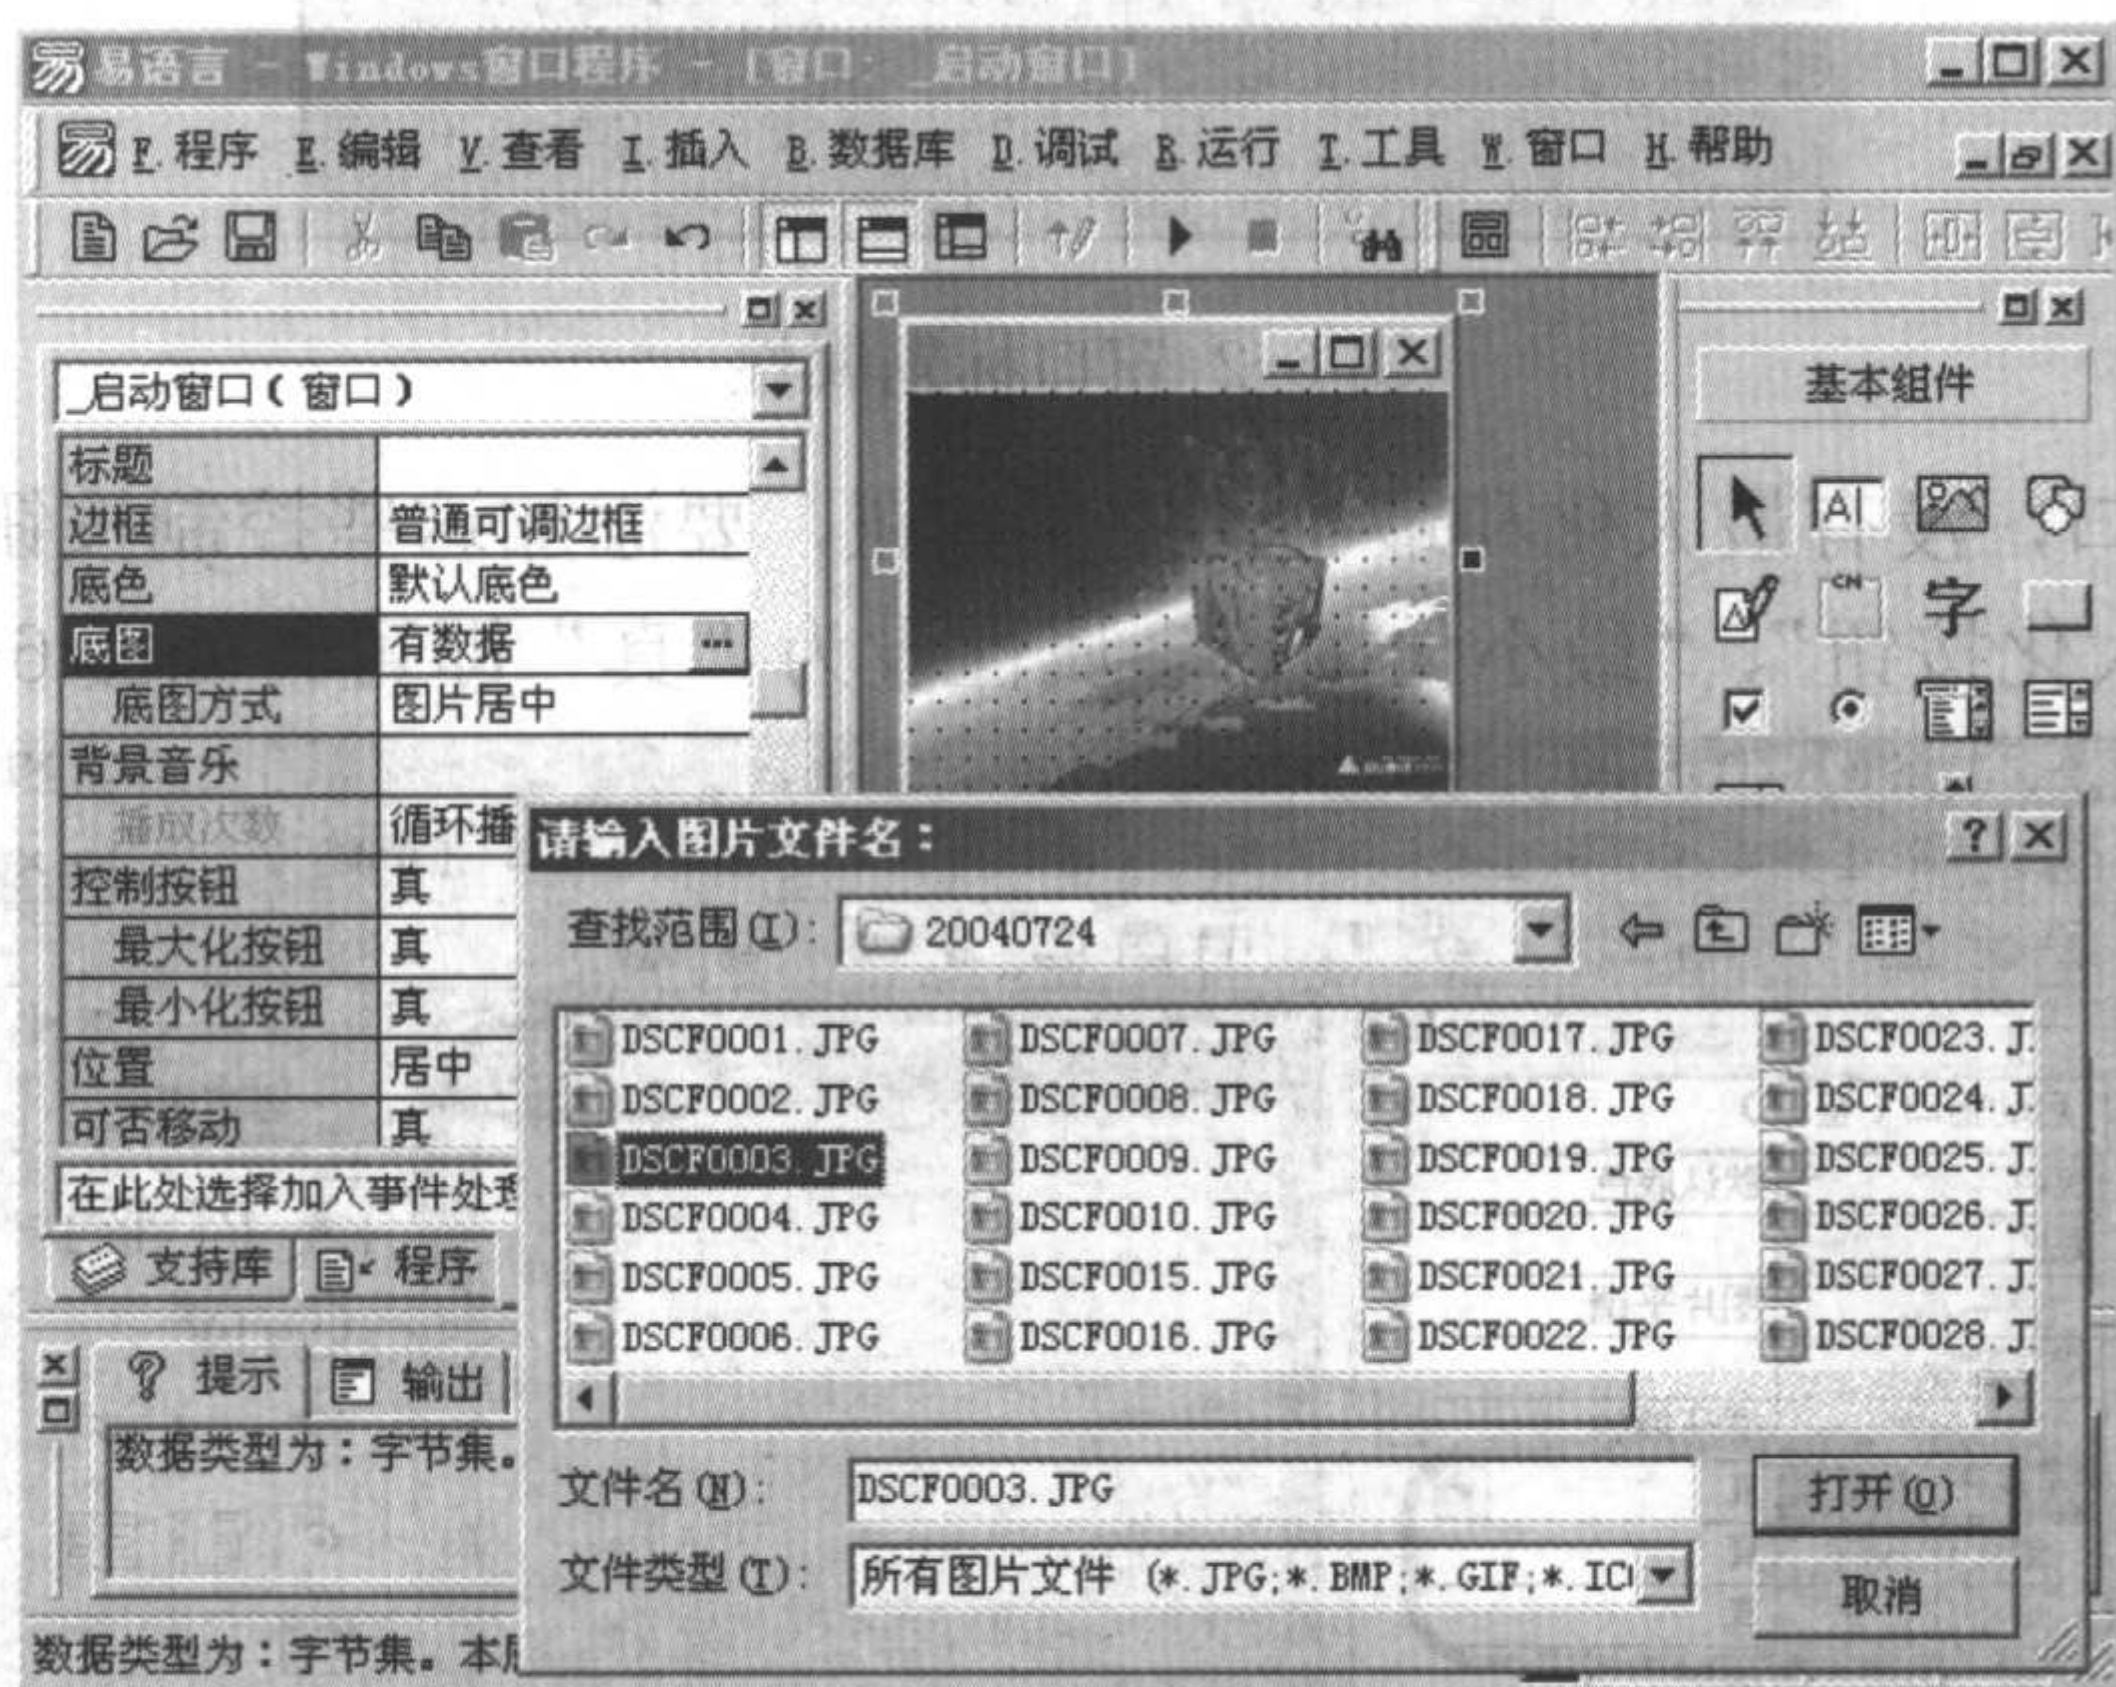 易语言 - Windows窗口程序 - [窗口: _启动窗口]
F.程序 E.编辑 V.查看 I.插入 B.数据库 D.调试 R.运行 T.工具 W.窗口 H.帮助
_启动窗口(窗口)
标题
边框 普通可调边框
底色 默认底色
底图 有数据 ...
底图方式 图片居中
背景音乐
播放次数 循环播
控制按钮 真
最大化按钮 真
最小化按钮 真
位置 居中
可否移动 真
在此处选择加入事件处理
支持库 程序
提示 输出
数据类型为:字节集。
数据类型为:字节集。本
基本组件
A
CN 字
请输入图片文件名:
查找范围(I): 20040724
DSCF0001.JPG DSCF0007.JPG DSCF0017.JPG DSCF0023.J
DSCF0002.JPG DSCF0008.JPG DSCF0018.JPG DSCF0024.J
DSCF0003.JPG DSCF0009.JPG DSCF0019.JPG DSCF0025.J
DSCF0004.JPG DSCF0010.JPG DSCF0020.JPG DSCF0026.J
DSCF0005.JPG DSCF0015.JPG DSCF0021.JPG DSCF0027.J
DSCF0006.JPG DSCF0016.JPG DSCF0022.JPG DSCF0028.J
文件名(N): DSCF0003.JPG 打开(O)
文件类型(T): 所有图片文件 (*.JPG;*.BMP;*.GIF;*.IC 取消